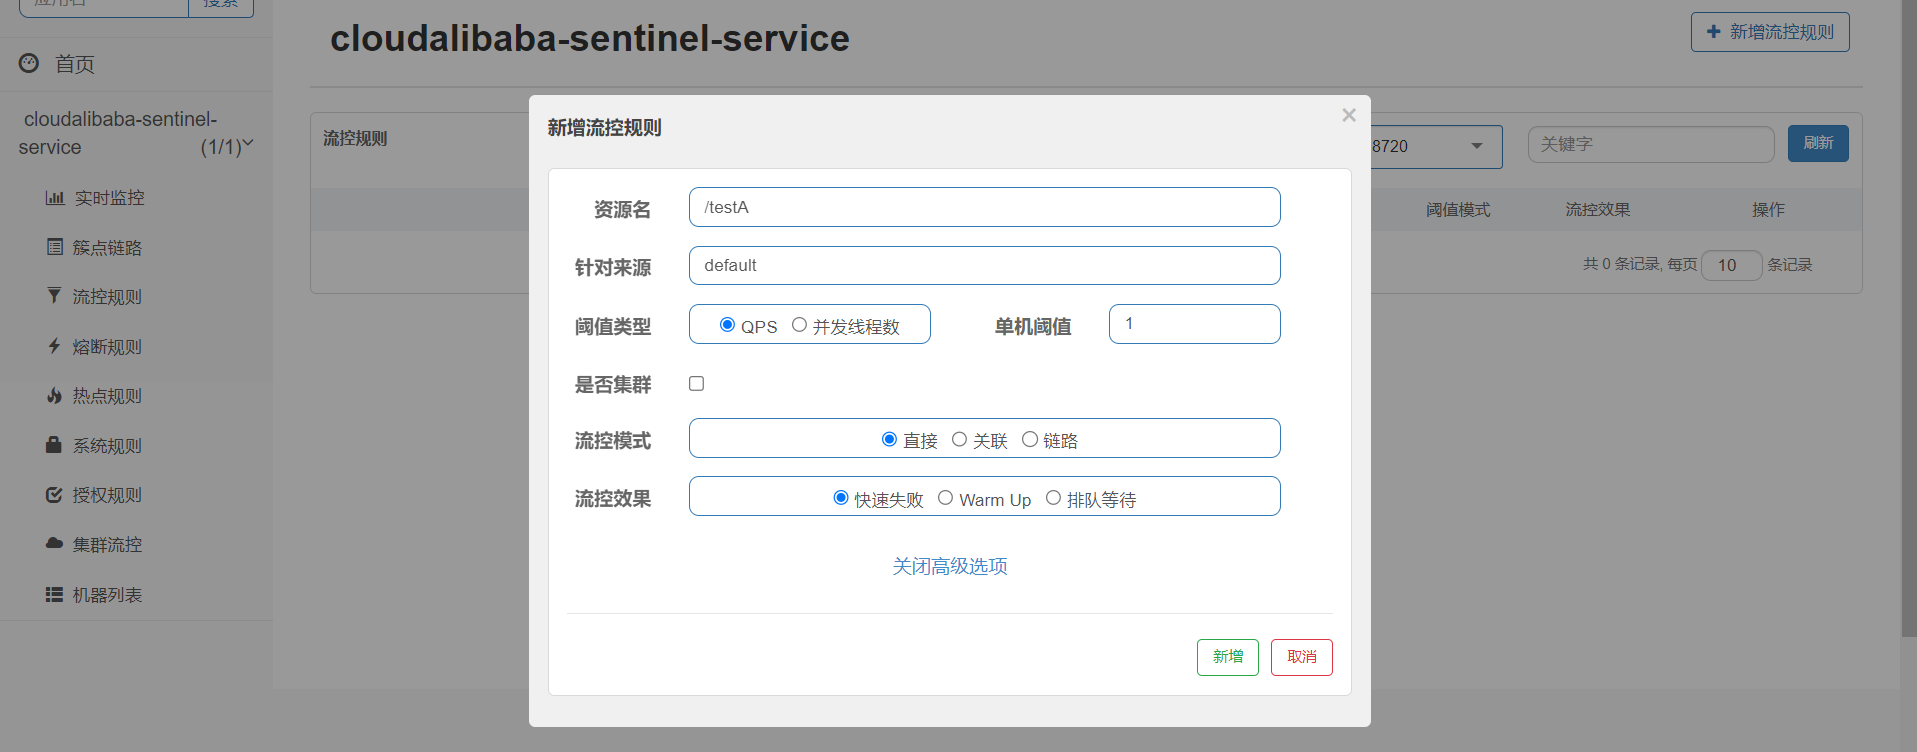 应用名 搜索
首页
cloudalibaba-sentinel-
service (1/1)
实时监控
簇点链路
流控规则
熔断规则
热点规则
系统规则
授权规则
集群流控
机器列表
cloudalibaba-sentinel-service
新增流控规则
流控规则
8720
关键字
刷新
阈值模式 流控效果 操作
共 0 条记录, 每页 10 条记录
新增流控规则
×
资源名 /testA
针对来源 default
阈值类型 QPS 并发线程数 单机阈值 1
是否集群
流控模式 直接 关联 链路
流控效果 快速失败 Warm Up 排队等待
关闭高级选项
新增 取消